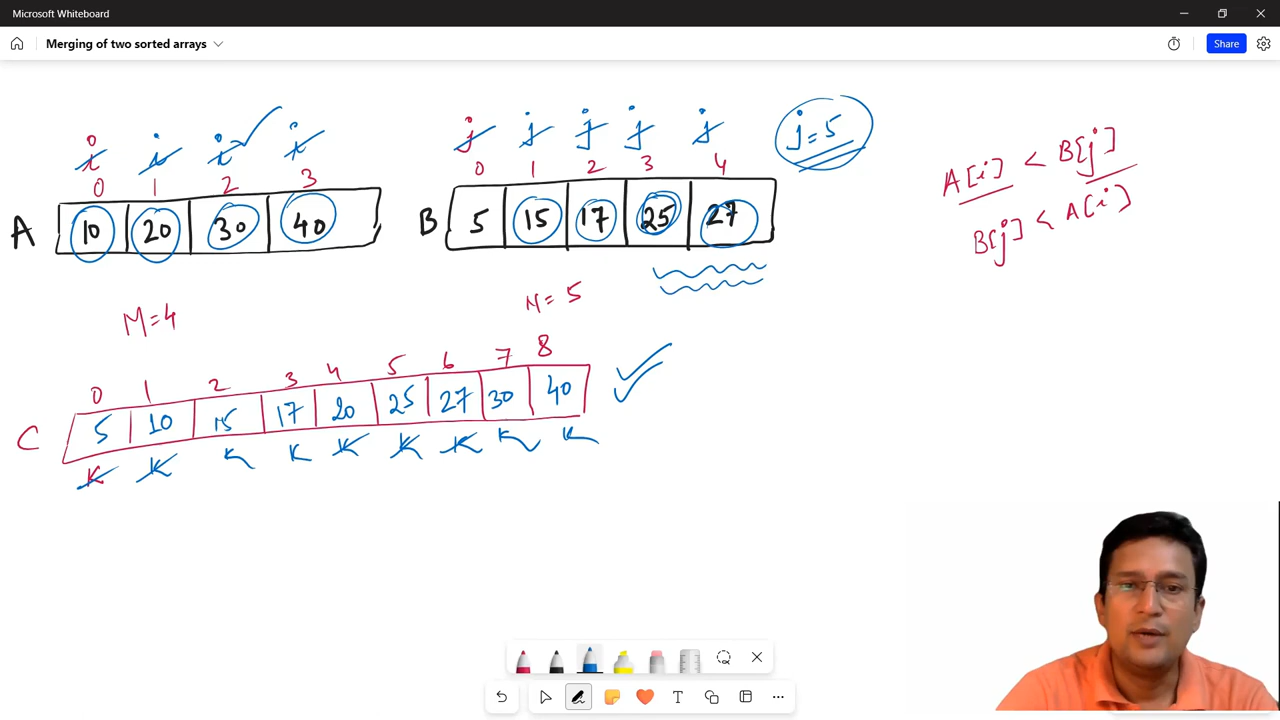 Microsoft Whiteboard
Merging of two sorted arrays
Share
i i i i
0 1 2 3
A 10 20 30 40
M=4
j j j j j j=5
0 1 2 3 4
B 5 15 17 25 27
N=5
A[i] < B[j]
B[j] < A[i]
0 1 2 3 4 5 6 7 8
C 5 10 15 17 20 25 27 30 40
K K K K K K K K K